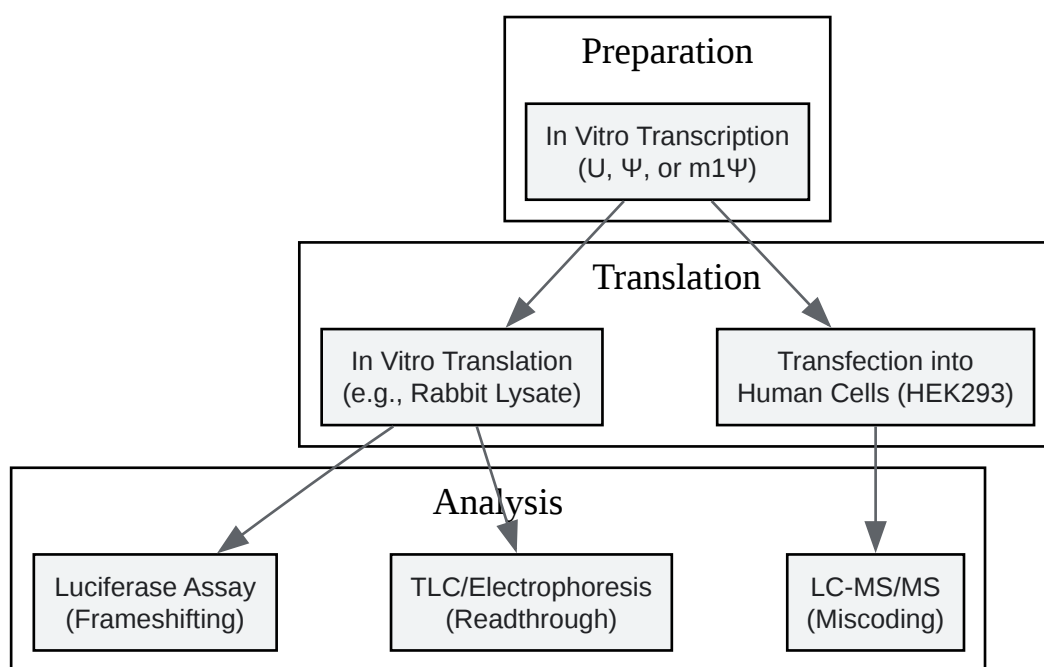 Preparation
In Vitro Transcription
(U, Ψ, or m1Ψ)
Translation
In Vitro Translation
(e.g., Rabbit Lysate)
Transfection into
Human Cells (HEK293)
Analysis
Luciferase Assay
(Frameshifting)
TLC/Electrophoresis
(Readthrough)
LC-MS/MS
(Miscoding)